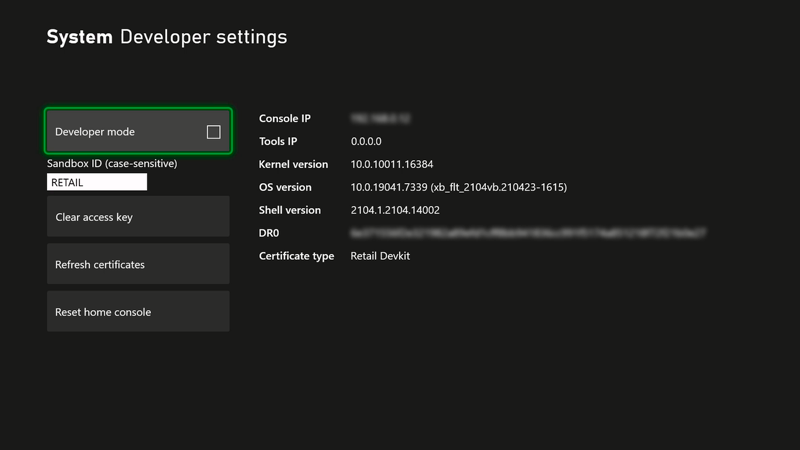 System Developer settings
Developer mode
Sandbox ID (case-sensitive)
RETAIL
Clear access key
Refresh certificates
Reset home console
Console IP
Tools IP 0.0.0.0
Kernel version 10.0.10011.16384
OS version 10.0.19041.7339 (xb_flt_2104vb.210423-1615)
Shell version 2104.1.2104.14002
DR0
Certificate type Retail Devkit